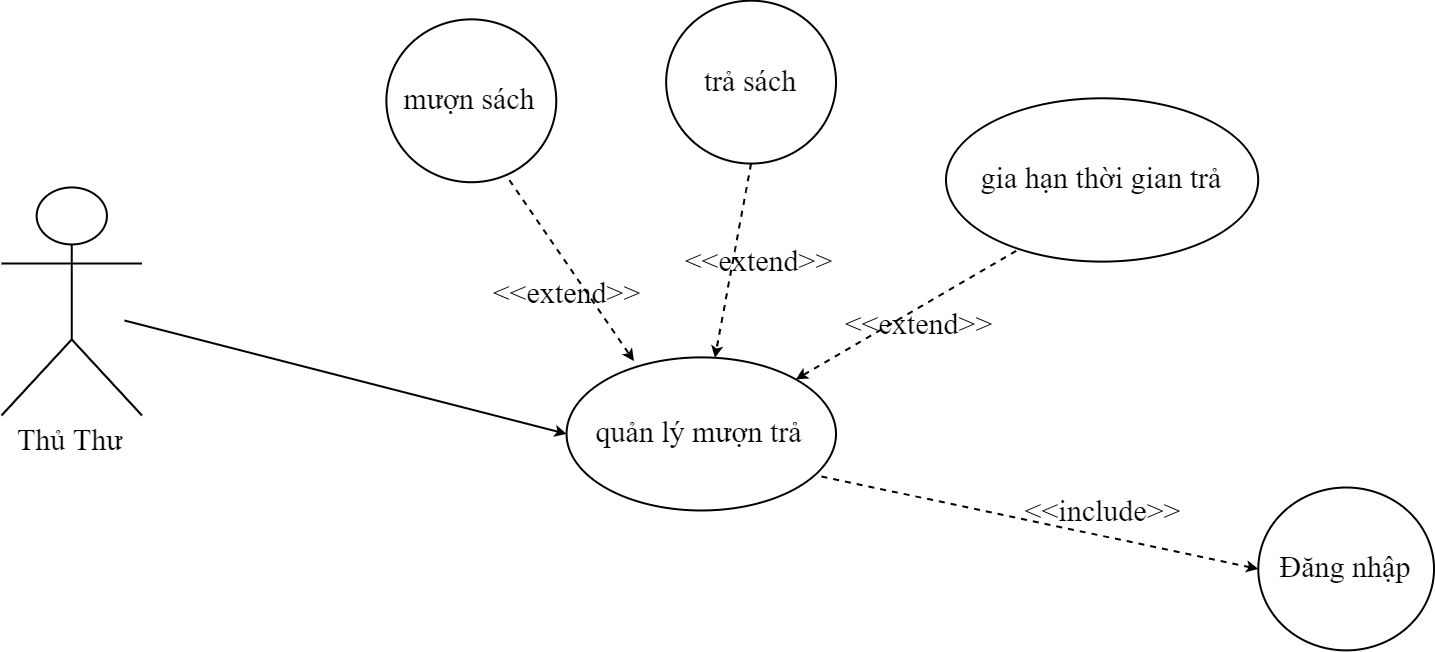 mượn sách
trả sách
gia hạn thời gian trả
<<extend>>
<<extend>>
<<extend>>
Thủ Thư
quản lý mượn trả
<<include>>
Đăng nhập